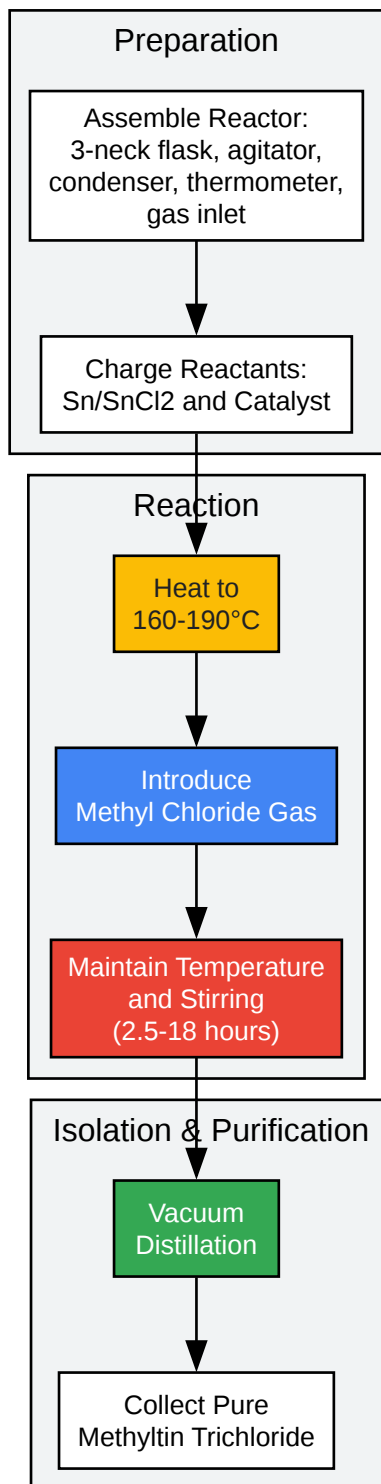 Preparation
Assemble Reactor:
3-neck flask, agitator,
condenser, thermometer,
gas inlet
Charge Reactants:
Sn/SnCl2 and Catalyst
Reaction
Heat to
160-190°C
Introduce
Methyl Chloride Gas
Maintain Temperature
and Stirring
(2.5-18 hours)
Isolation & Purification
Vacuum
Distillation
Collect Pure
Methyltin Trichloride